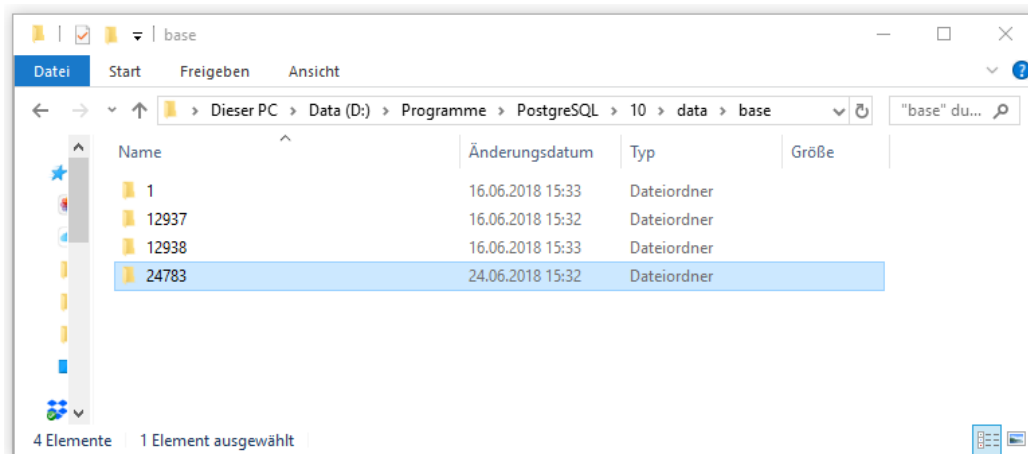 base
Datei Start Freigeben Ansicht
Dieser PC > Data (D:) > Programme > PostgreSQL > 10 > data > base "base" du...
Name Änderungsdatum Typ Größe
1 16.06.2018 15:33 Dateiordner
12937 16.06.2018 15:32 Dateiordner
12938 16.06.2018 15:33 Dateiordner
24783 24.06.2018 15:32 Dateiordner
4 Elemente 1 Element ausgewählt